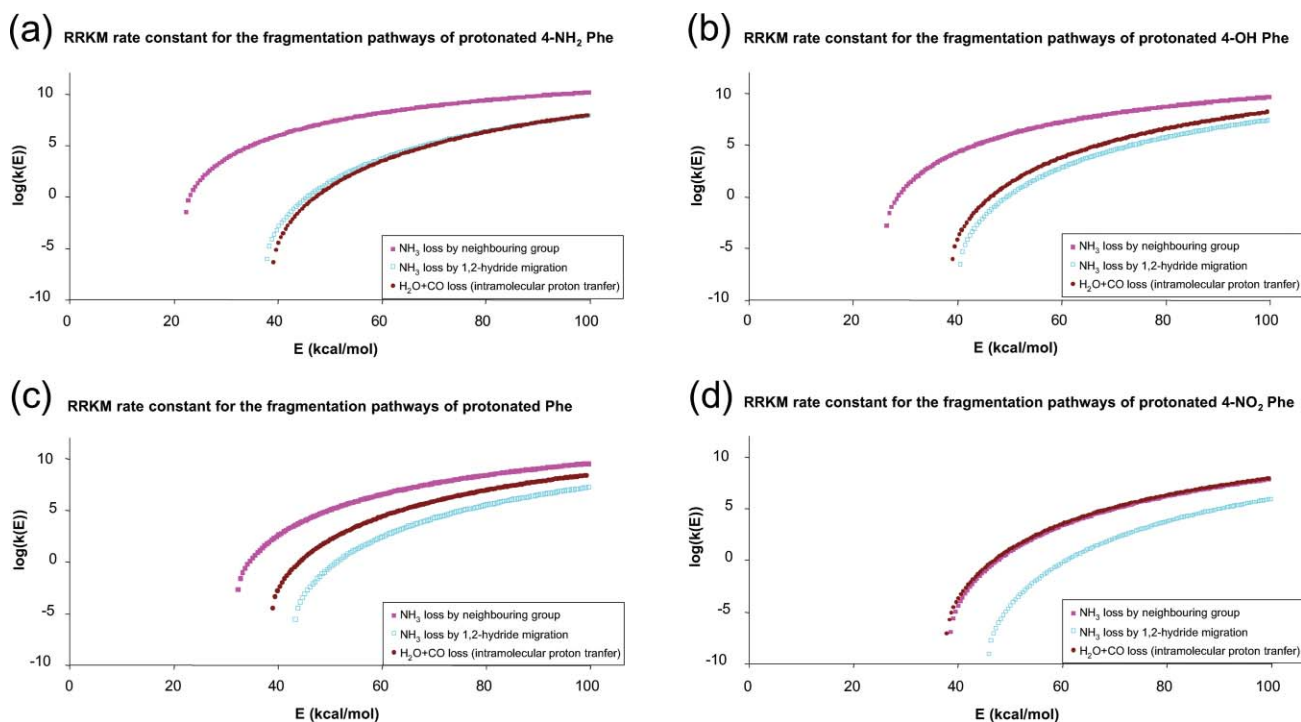 (a)
RRKM rate constant for the fragmentation pathways of protonated 4-NH₂ Phe
10
5
0
-5
-10
log(k(E))
0 20 40 60 80 100
E (kcal/mol)
NH₃ loss by neighbouring group
NH₃ loss by 1,2-hydride migration
H₂O+CO loss (intramolecular proton tranfer)
(b)
RRKM rate constant for the fragmentation pathways of protonated 4-OH Phe
10
5
0
-5
-10
log(k(E))
0 20 40 60 80 100
E (kcal/mol)
NH₃ loss by neighbouring group
NH₃ loss by 1,2-hydride migration
H₂O+CO loss (intramolecular proton tranfer)
(c)
RRKM rate constant for the fragmentation pathways of protonated Phe
10
5
0
-5
-10
log(k(E))
0 20 40 60 80 100
E (kcal/mol)
NH₃ loss by neighbouring group
NH₃ loss by 1,2-hydride migration
H₂O+CO loss (intramolecular proton tranfer)
(d)
RRKM rate constant for the fragmentation pathways of protonated 4-NO₂ Phe
10
5
0
-5
-10
log(k(E))
0 20 40 60 80 100
E (kcal/mol)
NH₃ loss by neighbouring group
NH₃ loss by 1,2-hydride migration
H₂O+CO loss (intramolecular proton tranfer)